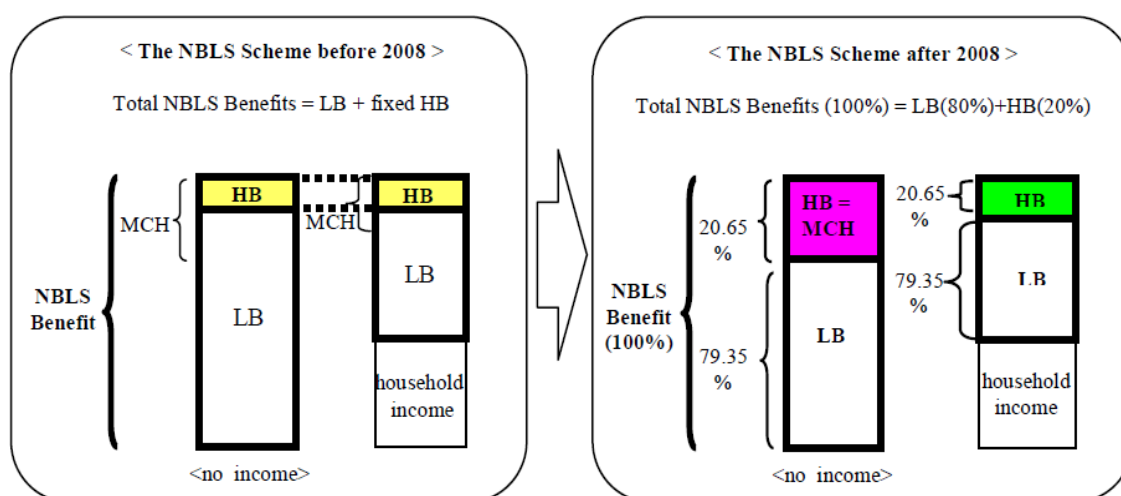 < The NBLS Scheme before 2008 >
Total NBLS Benefits = LB + fixed HB
HB
HB
MCH
MCH
LB
LB
NBLS
Benefit
household
income
<no income>
< The NBLS Scheme after 2008 >
Total NBLS Benefits (100%) = LB(80%)+HB(20%)
20.65
%
HB =
MCH
20.65
%
HB
79.35
%
LB
NBLS
Benefit
(100%)
LB
79.35
%
household
income
<no income>